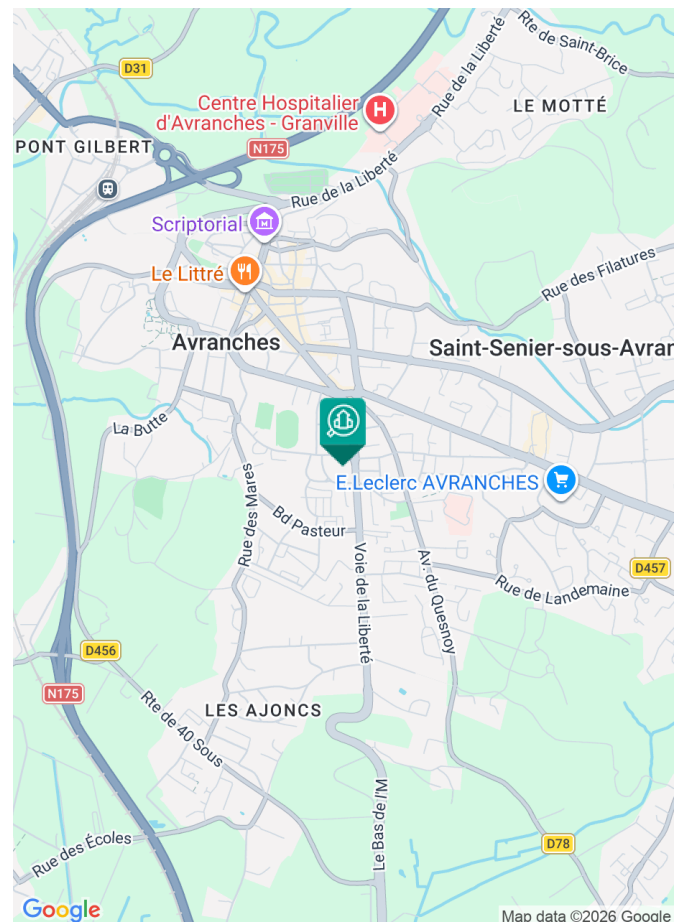 Rte de Saint-Brice
D31
Rue de la Liberté
Centre Hospitalier
d'Avranches - Granville
H
LE MOTTÉ
PONT GILBERT
N175
Rue de la Liberté
Scriptorial
Le Littré
Rue des Filatures
Avranches
Saint-Senier-sous-Avran
La Butte
E.Leclerc AVRANCHES
Rue des Mares
Bd Pasteur
Voie de la Liberté
Av. du Quesnoy
D457
Rue de Landemaine
D456
N175
LES AJONCS
Rte de 40 Sous
Le Bas de l'M
Rue des Écoles
D78
Google
Map data ©2026 Google